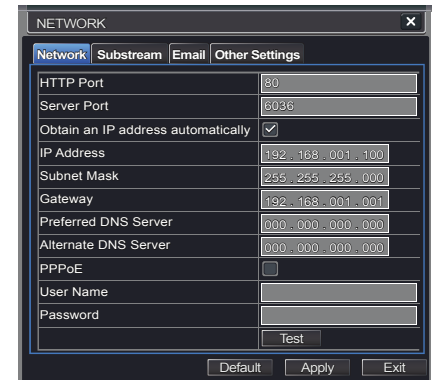 NETWORK X
Network Substream Email Other Settings
HTTP Port 80
Server Port 6036
Obtain an IP address automatically
IP Address 192 . 168 . 001 . 100
Subnet Mask 255 . 255 . 255 . 000
Gateway 192 . 168 . 001 . 001
Preferred DNS Server 000 . 000 . 000 . 000
Alternate DNS Server 000 . 000 . 000 . 000
PPPoE
User Name
Password
Test
Default Apply Exit